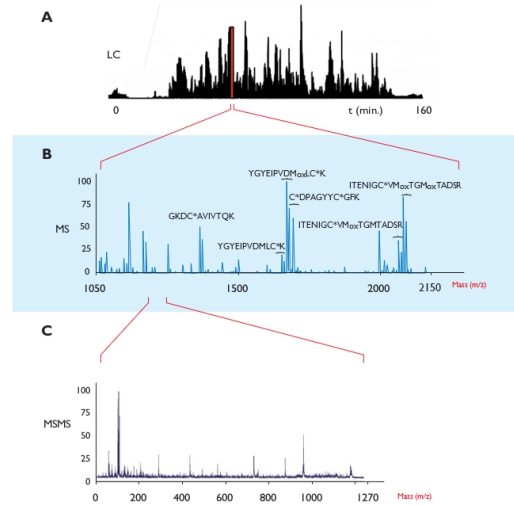 A
LC
0
t (min.)
160
B
MS
100
75
50
25
0
YGYEIPVDMoxLC*K
C*DPAGYYC*GFK
ITENIGC*VMoxTGMoxTADSR
GKDC*AVIVTQK
ITENIGC*VMoxTGMTADSR
YGYEIPVDMLC*K
1050
1500
2000
2150
Mass (m/z)
C
MSMS
100
75
50
25
0
0
200
400
600
800
1000
1270
Mass (m/z)